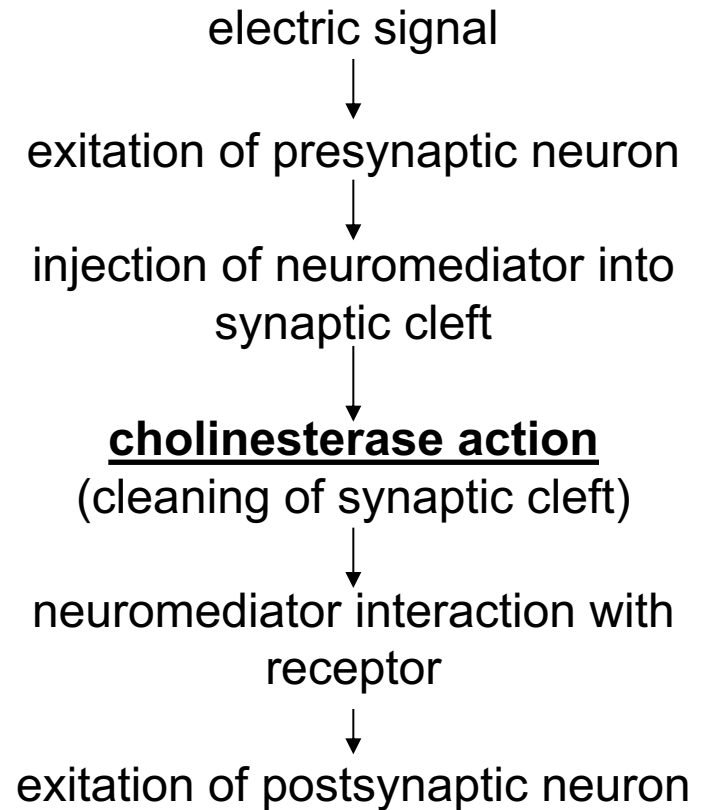 electric signal
exitation of presynaptic neuron
injection of neuromediator into
synaptic cleft
cholinesterase action
(cleaning of synaptic cleft)
neuromediator interaction with
receptor
exitation of postsynaptic neuron